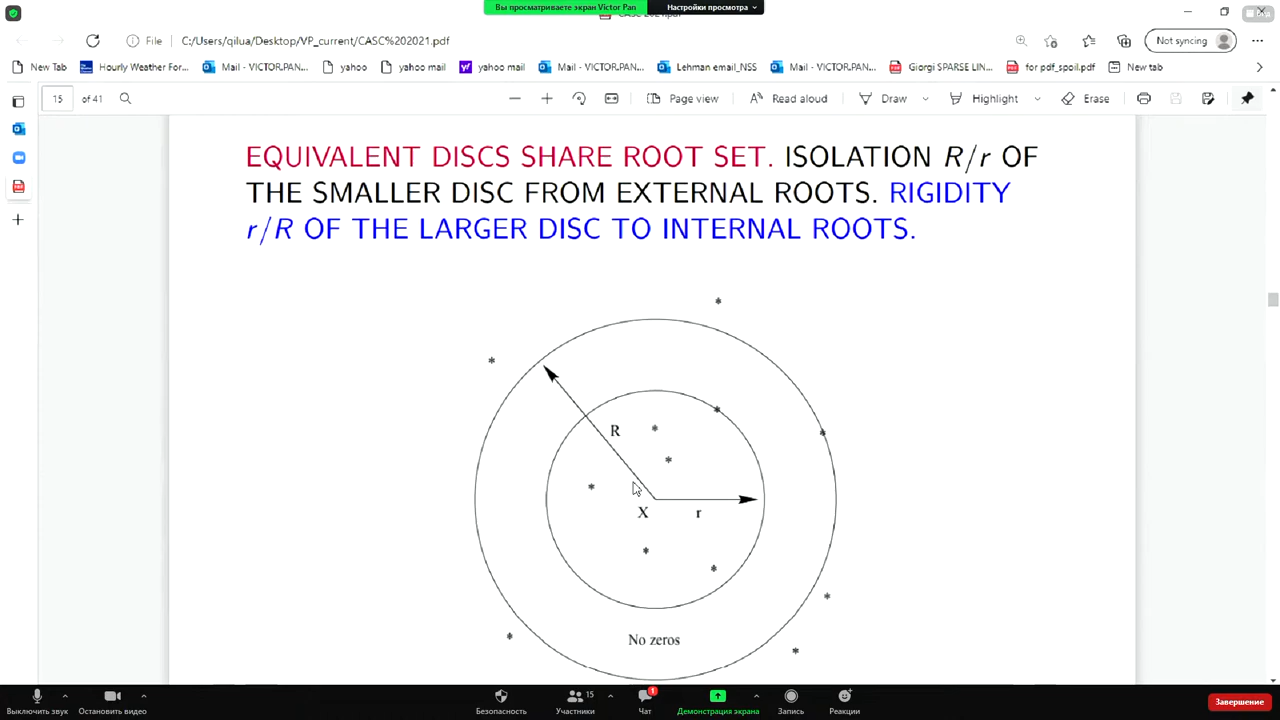 Вы просматриваете экран Victor Pan
Настройки просмотра
File
C:/Users/qilua/Desktop/VP_current/CASC%202021.pdf
Not syncing
New Tab
Hourly Weather For...
Mail - VICTOR.PAN...
yahoo
yahoo mail
yahoo mail
Mail - VICTOR.PAN...
Lehman email_NSS
Mail - VICTOR.PAN...
Giorgi SPARSE LIN...
for pdf_spoil.pdf
New tab
15 of 41
Page view
Read aloud
Draw
Highlight
Erase
EQUIVALENT DISCS SHARE ROOT SET. ISOLATION R/r OF
THE SMALLER DISC FROM EXTERNAL ROOTS. RIGIDITY
r/R OF THE LARGER DISC TO INTERNAL ROOTS.
R
X
r
No zeros
Выключить звук
Остановить видео
Безопасность
15
Участники
1
Чат
Демонстрация экрана
Запись
Реакции
Завершение